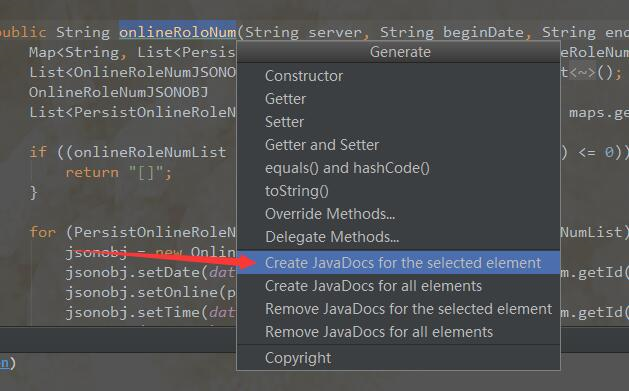 public String onlineRoloNum(String server, String beginDate, String end
Generate
Map<String, List<Persist
List<OnlineRoleNumJSONO t<~>();
OnlineRoleNumJSONOBJ
List<PersistOnlineRoleN maps.ge
if ((onlineRoleNumList ) <= 0))
return "[]";
}
for (PersistOnlineRoleN NumList)
jsonobj = new Onlin
jsonobj.setDate(dat m.getId(
jsonobj.setOnline(p
jsonobj.setTime(dat m.getId(
Constructor
Getter
Setter
Getter and Setter
equals() and hashCode()
toString()
Override Methods...
Delegate Methods...
Create JavaDocs for the selected element
Create JavaDocs for all elements
Remove JavaDocs for the selected element
Remove JavaDocs for all elements
Copyright
on)